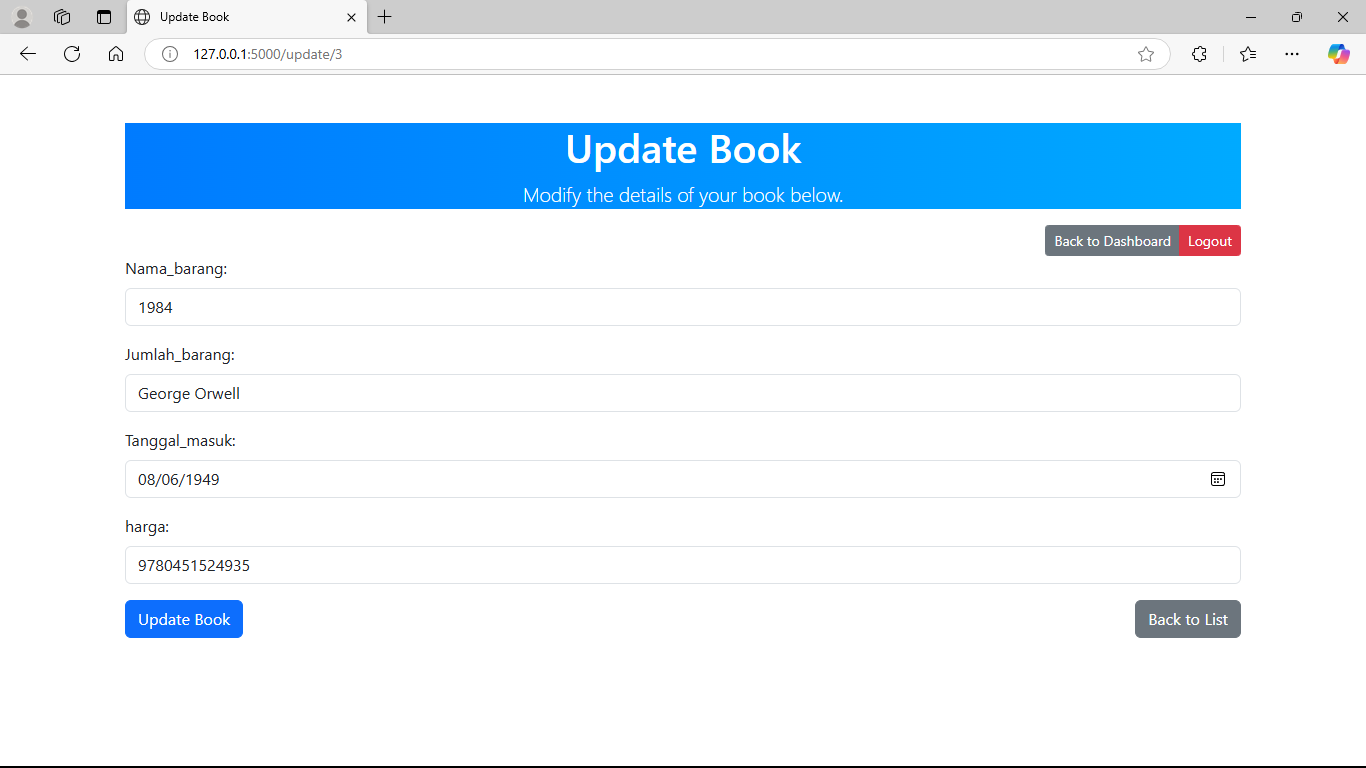 Update Book
127.0.0.1:5000/update/3
Update Book
Modify the details of your book below.
Back to Dashboard Logout
Nama_barang:
1984
Jumlah_barang:
George Orwell
Tanggal_masuk:
08/06/1949
harga:
9780451524935
Update Book Back to List